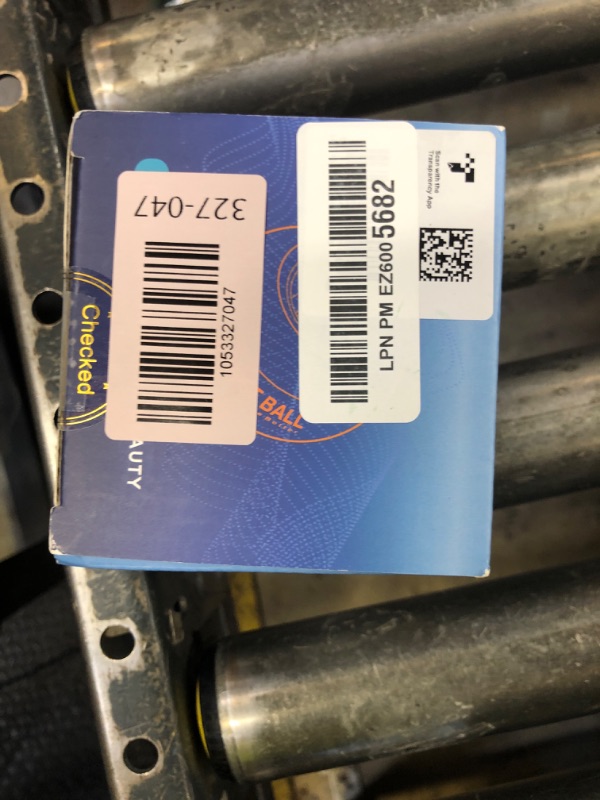 327-047
1053327047
LPN PM EZ600 5682
Scan with the
Transparency App
Checked
AUTY
BALL